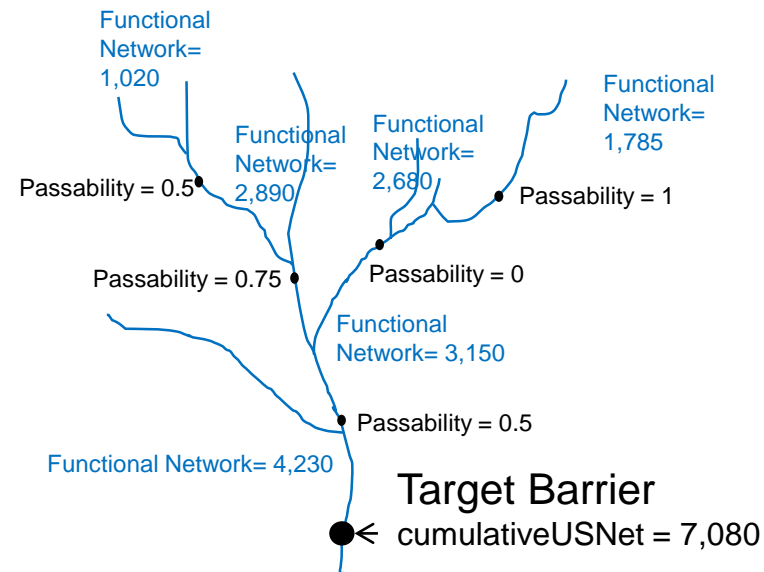 Functional
Network=
1,020
Functional
Network=
2,890
Functional
Network=
2,680
Functional
Network=
1,785
Passability = 0.5
Passability = 1
Passability = 0.75
Passability = 0
Functional
Network= 3,150
Passability = 0.5
Functional Network= 4,230
Target Barrier
cumulativeUSNet = 7,080